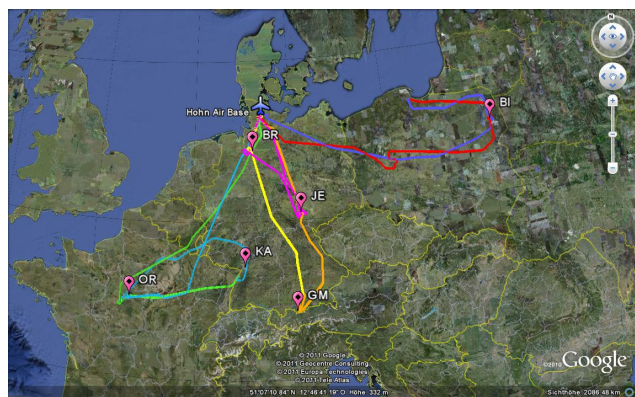 N
Hohn Air Base
BI
BR
JE
KA
OR
GM
© 2011 Google
© 2011 Geocentre Consulting
© 2011 Europa Technologies
© 2011 Tele Atlas
©2010 Google
51°07'10.84" N 12°46'41.19" O Höhe 332 m
Sichthöhe 2086.48 km